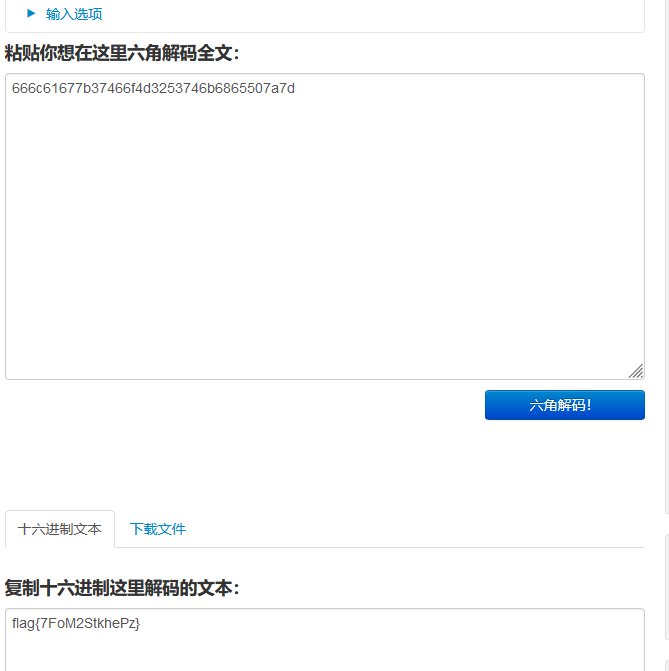 输入选项
粘贴你想在这里六角解码全文：
666c61677b37466f4d3253746b6865507a7d
六角解码！
十六进制文本 下载文件
复制十六进制这里解码的文本：
flag{7FoM2StkhePz}